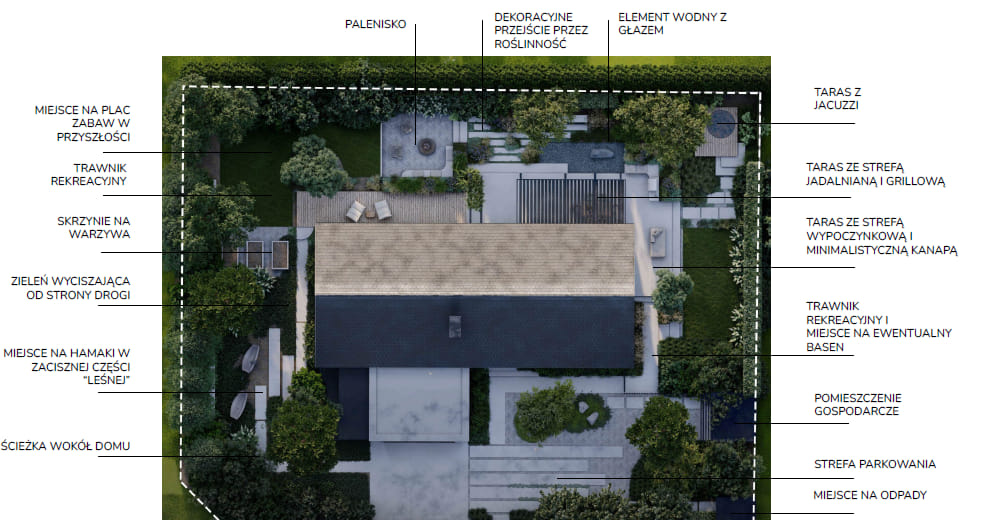 PALENISKO
DEKORACYJNE
PRZEJŚCIE PRZEZ
ROŚLINNOŚĆ
ELEMENT WODNY Z
GŁAZEM
MIEJSCE NA PLAC
ZABAW W
PRZYSZŁOŚCI
TRAWNIK
REKREACYJNY
SKRZYNIE NA
WARZYWA
ZIELEŃ WYCISZAJĄCA
OD STRONY DROGI
MIEJSCE NA HAMAKI W
ZACISZNEJ CZĘŚCI
“LEŚNEJ”
ŚCIEŻKA WOKÓŁ DOMU
TARAS Z
JACUZZI
TARAS ZE STREFĄ
JADALNIANĄ I GRILLOWĄ
TARAS ZE STREFĄ
WYPOCZYNKOWĄ I
MINIMALISTYCZNĄ KANAPĄ
TRAWNIK
REKREACYJNY I
MIEJSCE NA EWENTUALNY
BASEN
POMIESZCZENIE
GOSPODARCZE
STREFA PARKOWANIA
MIEJSCE NA ODPADY